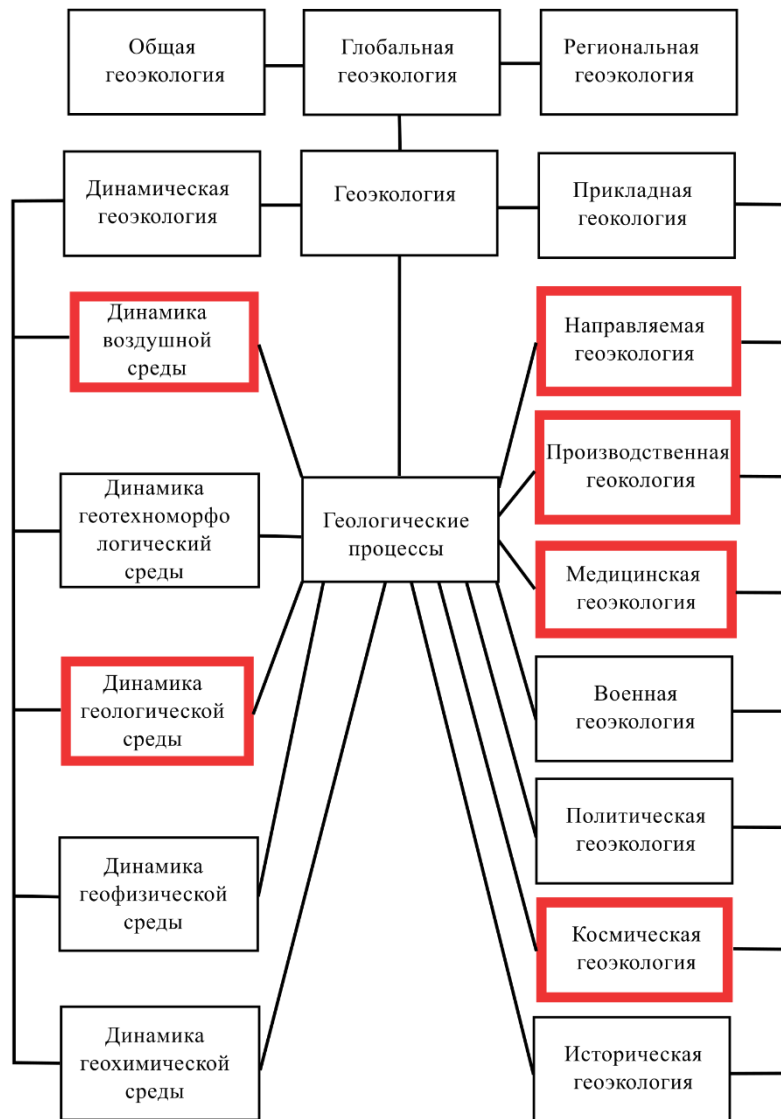 Общая
геоэкология
Глобальная
геоэкология
Региональная
геоэкология
Динамическая
геоэкология
Геоэкология
Прикладная
геокология
Динамика
воздушной
среды
Направляемая
геоэкология
Производственная
геокология
Динамика
геотехноморфо
логический
среды
Геологические
процессы
Медицинская
геоэкология
Динамика
геологической
среды
Военная
геоэкология
Политическая
геоэкология
Динамика
геофизической
среды
Космическая
геоэкология
Динамика
геохимической
среды
Историческая
геоэкология